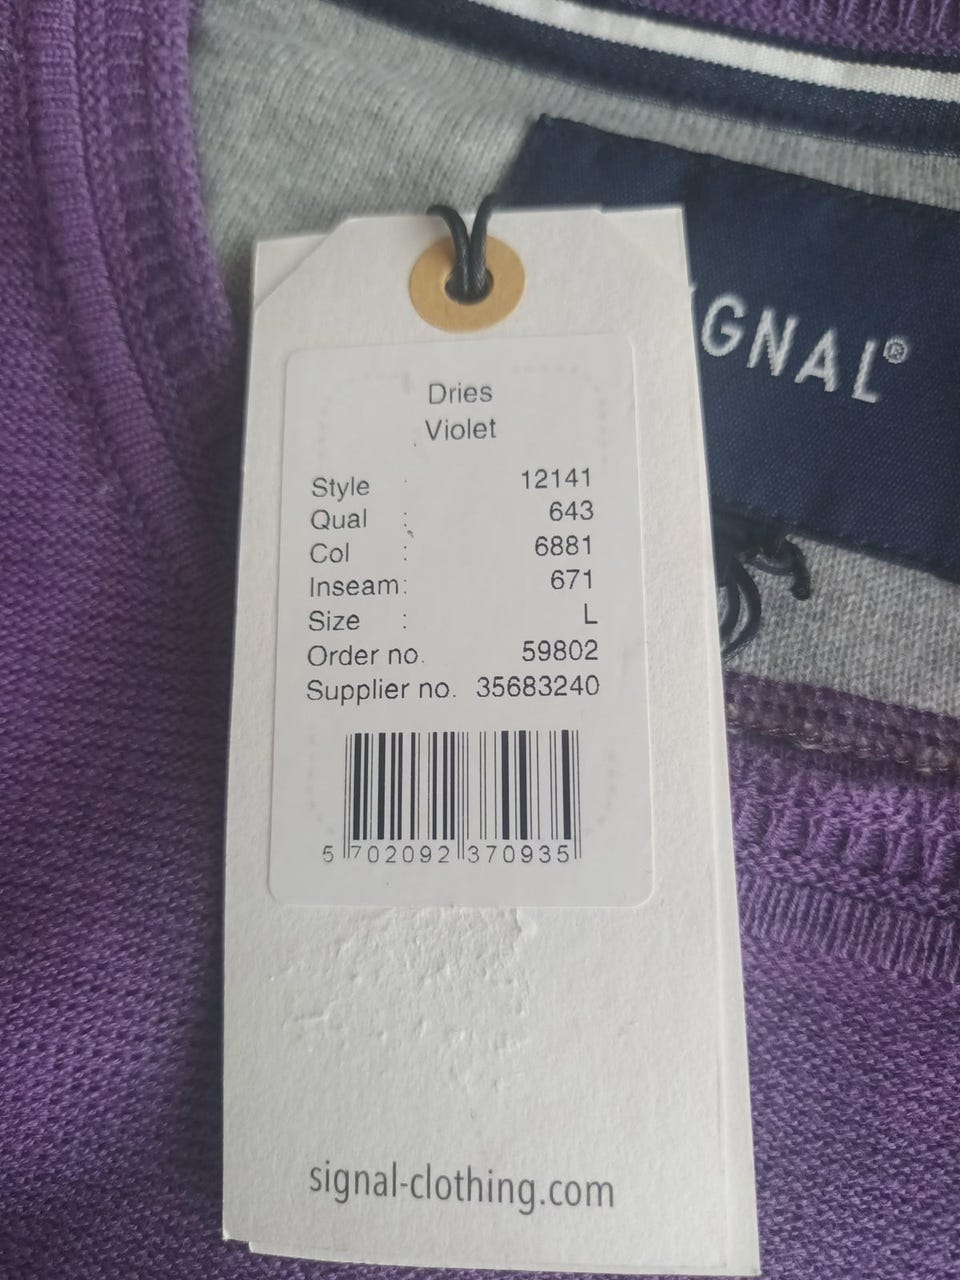 GNAL®
Dries
Violet
Style : 12141
Qual : 643
Col : 6881
Inseam: 671
Size : L
Order no. 59802
Supplier no. 35683240
5 702092 370935
signal-clothing.com